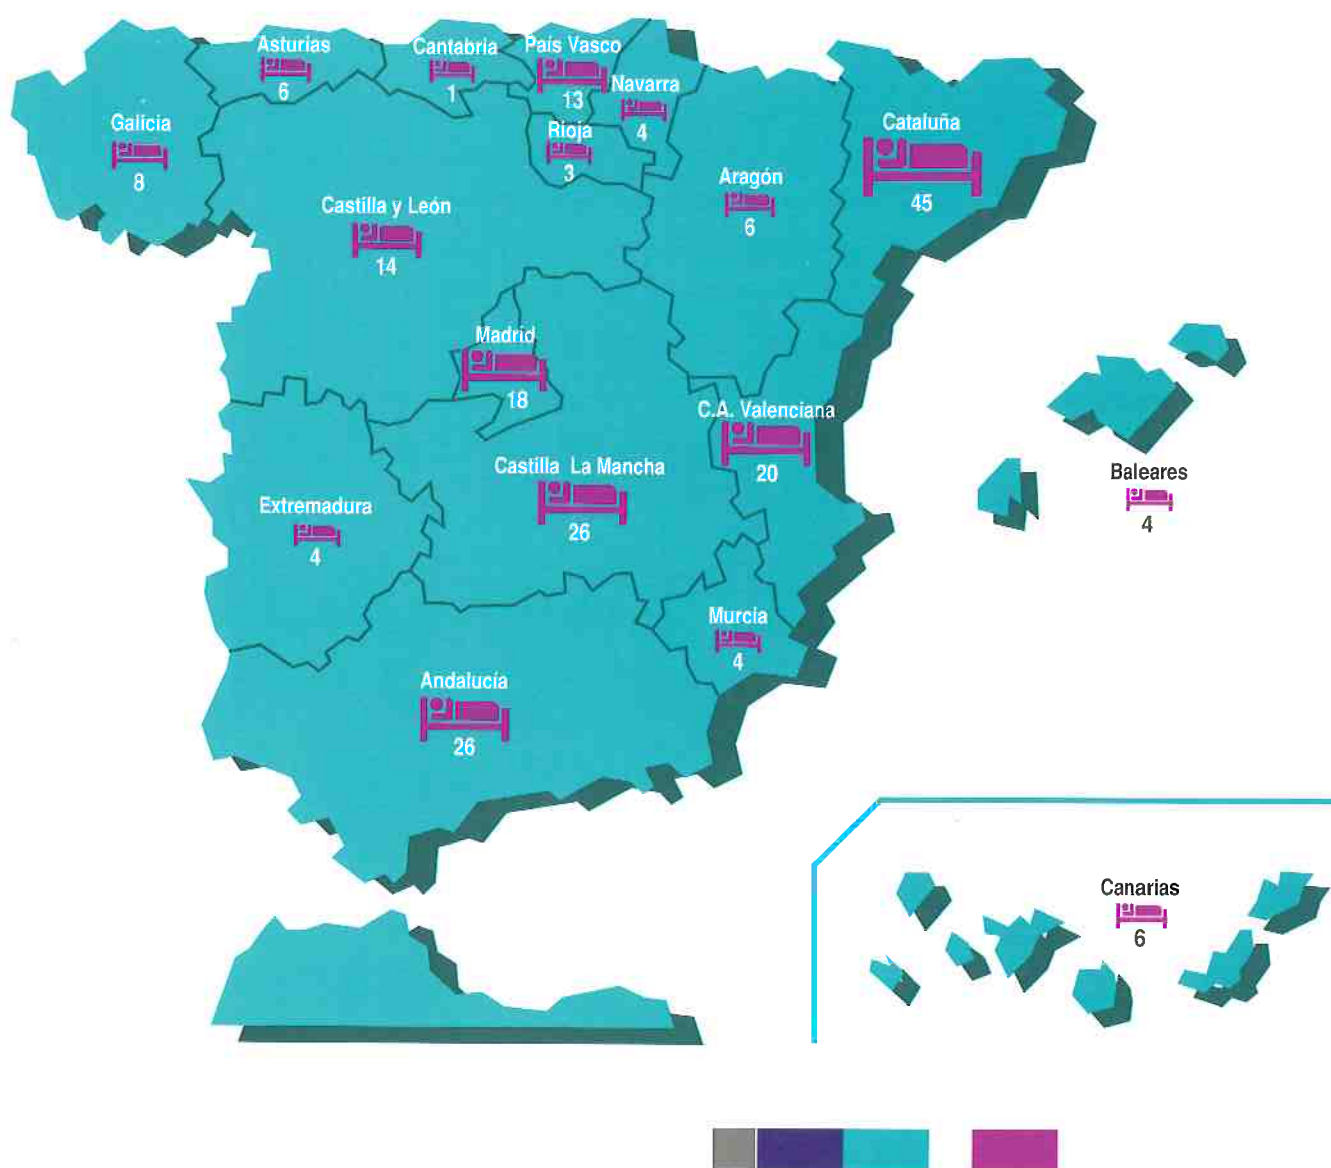 Asturias
6
Cantabria
1
País Vasco
13
Navarra
4
Galicia
8
Rioja
3
Cataluña
45
Aragón
6
Castilla y León
14
Madrid
18
C.A. Valenciana
20
Castilla La Mancha
26
Extremadura
4
Baleares
4
Murcia
4
Andalucía
26
Canarias
6